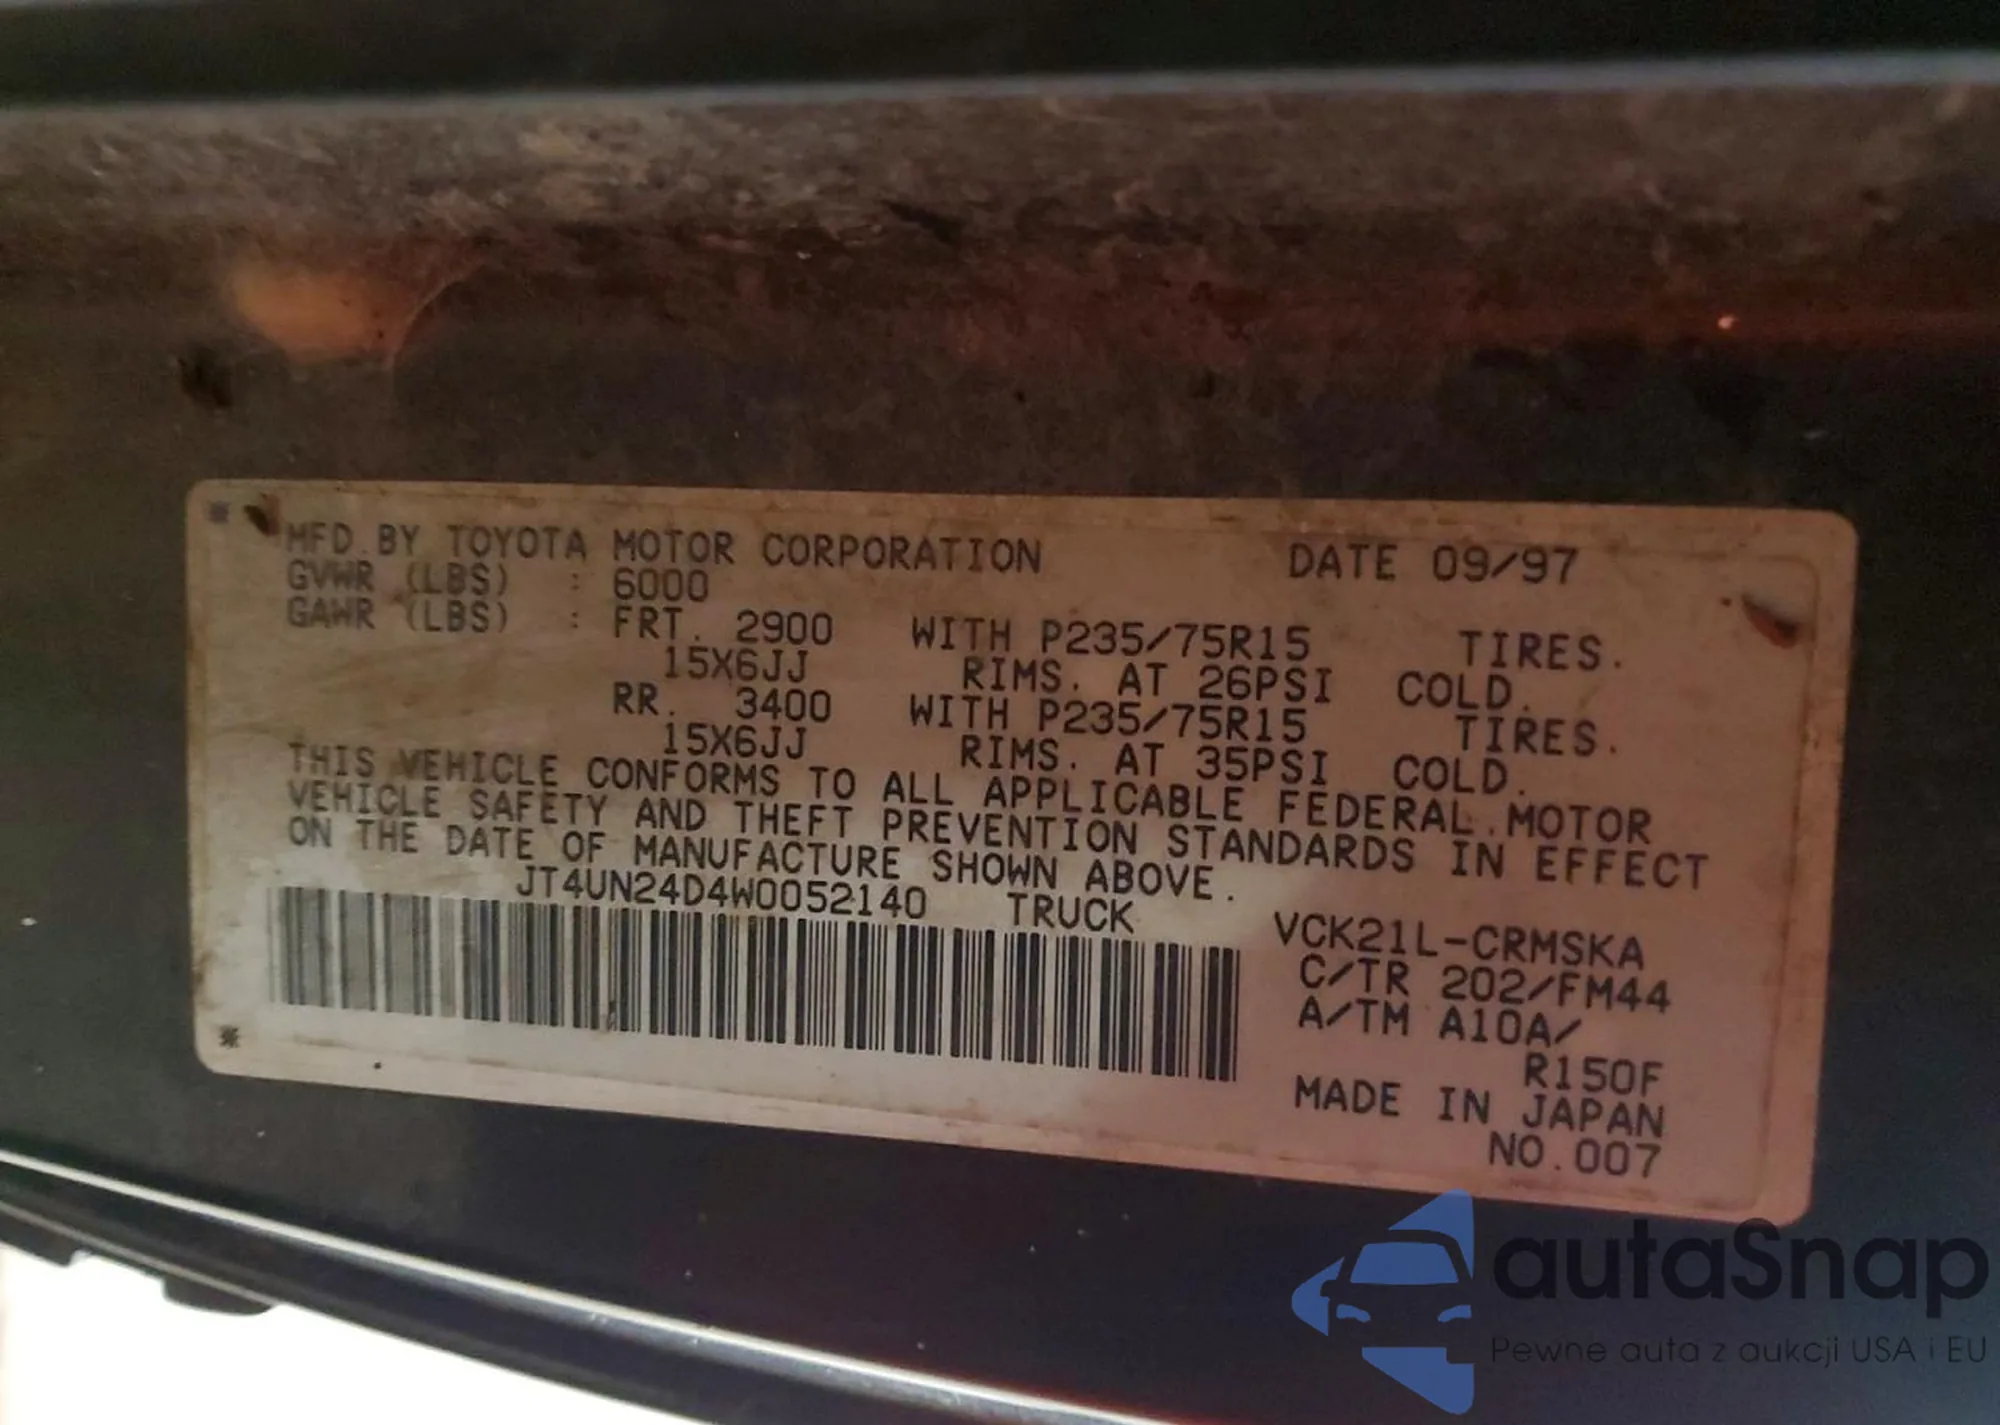 MFD. BY TOYOTA MOTOR CORPORATION DATE 09/97
GVWR (LBS) : 6000
GAWR (LBS) : FRT. 2900 WITH P235/75R15 TIRES.
15X6JJ RIMS. AT 26PSI COLD.
RR. 3400 WITH P235/75R15 TIRES.
15X6JJ RIMS. AT 35PSI COLD.
THIS VEHICLE CONFORMS TO ALL APPLICABLE FEDERAL MOTOR
VEHICLE SAFETY AND THEFT PREVENTION STANDARDS IN EFFECT
ON THE DATE OF MANUFACTURE SHOWN ABOVE.
JT4UN24D4W0052140 TRUCK
VCK21L-CRMSKA
C/TR 202/FM44
A/TM A10A/
R150F
MADE IN JAPAN
NO.007
autaSnap
Pewne auta z aukcji USA i EU